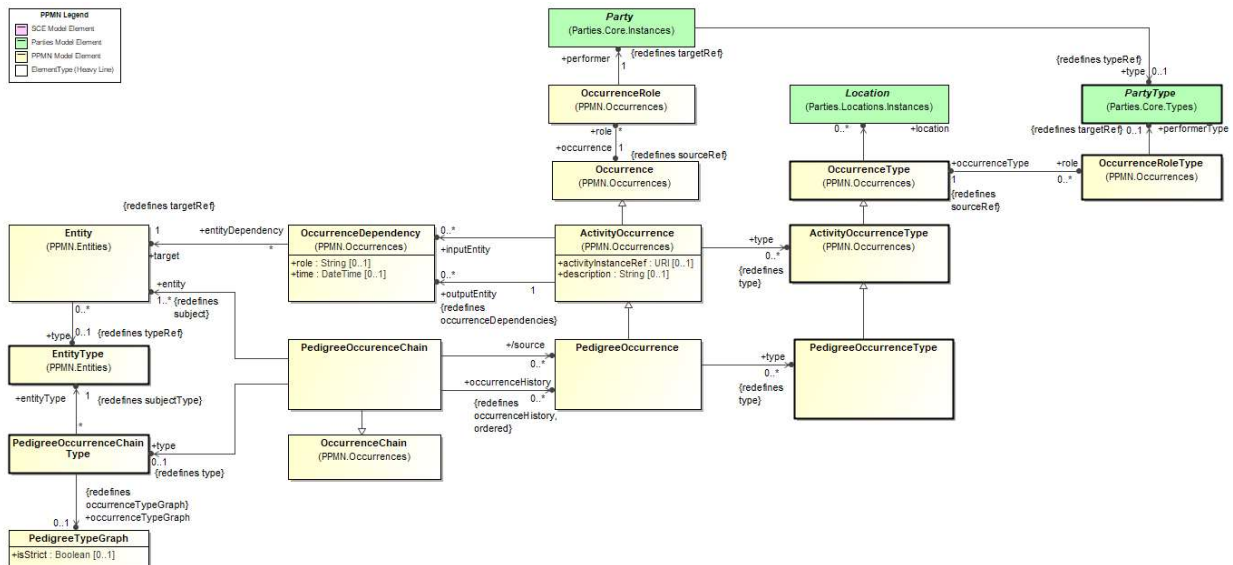 PPMN Legend
SCE Model Element
Parties Model Element
PPMN Model Element
ElementType (Heavy Line)
Party
(Parties.Core.Instances)
+performer
{redefines targetRef}
1
{redefines typeRef}
+type 0..1
OccurrenceRole
(PPMN.Occurrences)
Location
(Parties.Locations.Instances)
PartyType
(Parties.Core.Types)
+role *
+occurrence 1
{redefines sourceRef}
0..*
+location
{redefines targetRef} 0..1
+performerType
Occurrence
(PPMN.Occurrences)
OccurrenceType
(PPMN.Occurrences)
+occurrenceType
1
{redefines
sourceRef}
+role
0..*
OccurrenceRoleType
(PPMN.Occurrences)
{redefines targetRef}
Entity
(PPMN.Entities)
1
+target
+entityDependency
*
OccurrenceDependency
(PPMN.Occurrences)
+role : String [0..1]
+time : DateTime [0..1]
0..*
+inputEntity
0..*
+outputEntity
1
{redefines
occurrenceDependencies}
ActivityOccurrence
(PPMN.Occurrences)
+activityInstanceRef : URI [0..1]
+description : String [0..1]
+type
0..*
{redefines
type}
ActivityOccurrenceType
(PPMN.Occurrences)
+entity
1..*
{redefines
subject}
0..*
0..1
+type
{redefines typeRef}
EntityType
(PPMN.Entities)
PedigreeOccurenceChain
+/source
0..*
+occurrenceHistory
0..*
{redefines
occurrenceHistory,
ordered}
PedigreeOccurrence
+type
0..*
{redefines
type}
PedigreeOccurrenceType
+entityType
1
{redefines subjectType}
*
PedigreeOccurrenceChain
Type
+type
0..1
{redefines type}
OccurrenceChain
(PPMN.Occurrences)
{redefines
occurrenceTypeGraph}
+occurrenceTypeGraph
0..1
PedigreeTypeGraph
+isStrict : Boolean [0..1]